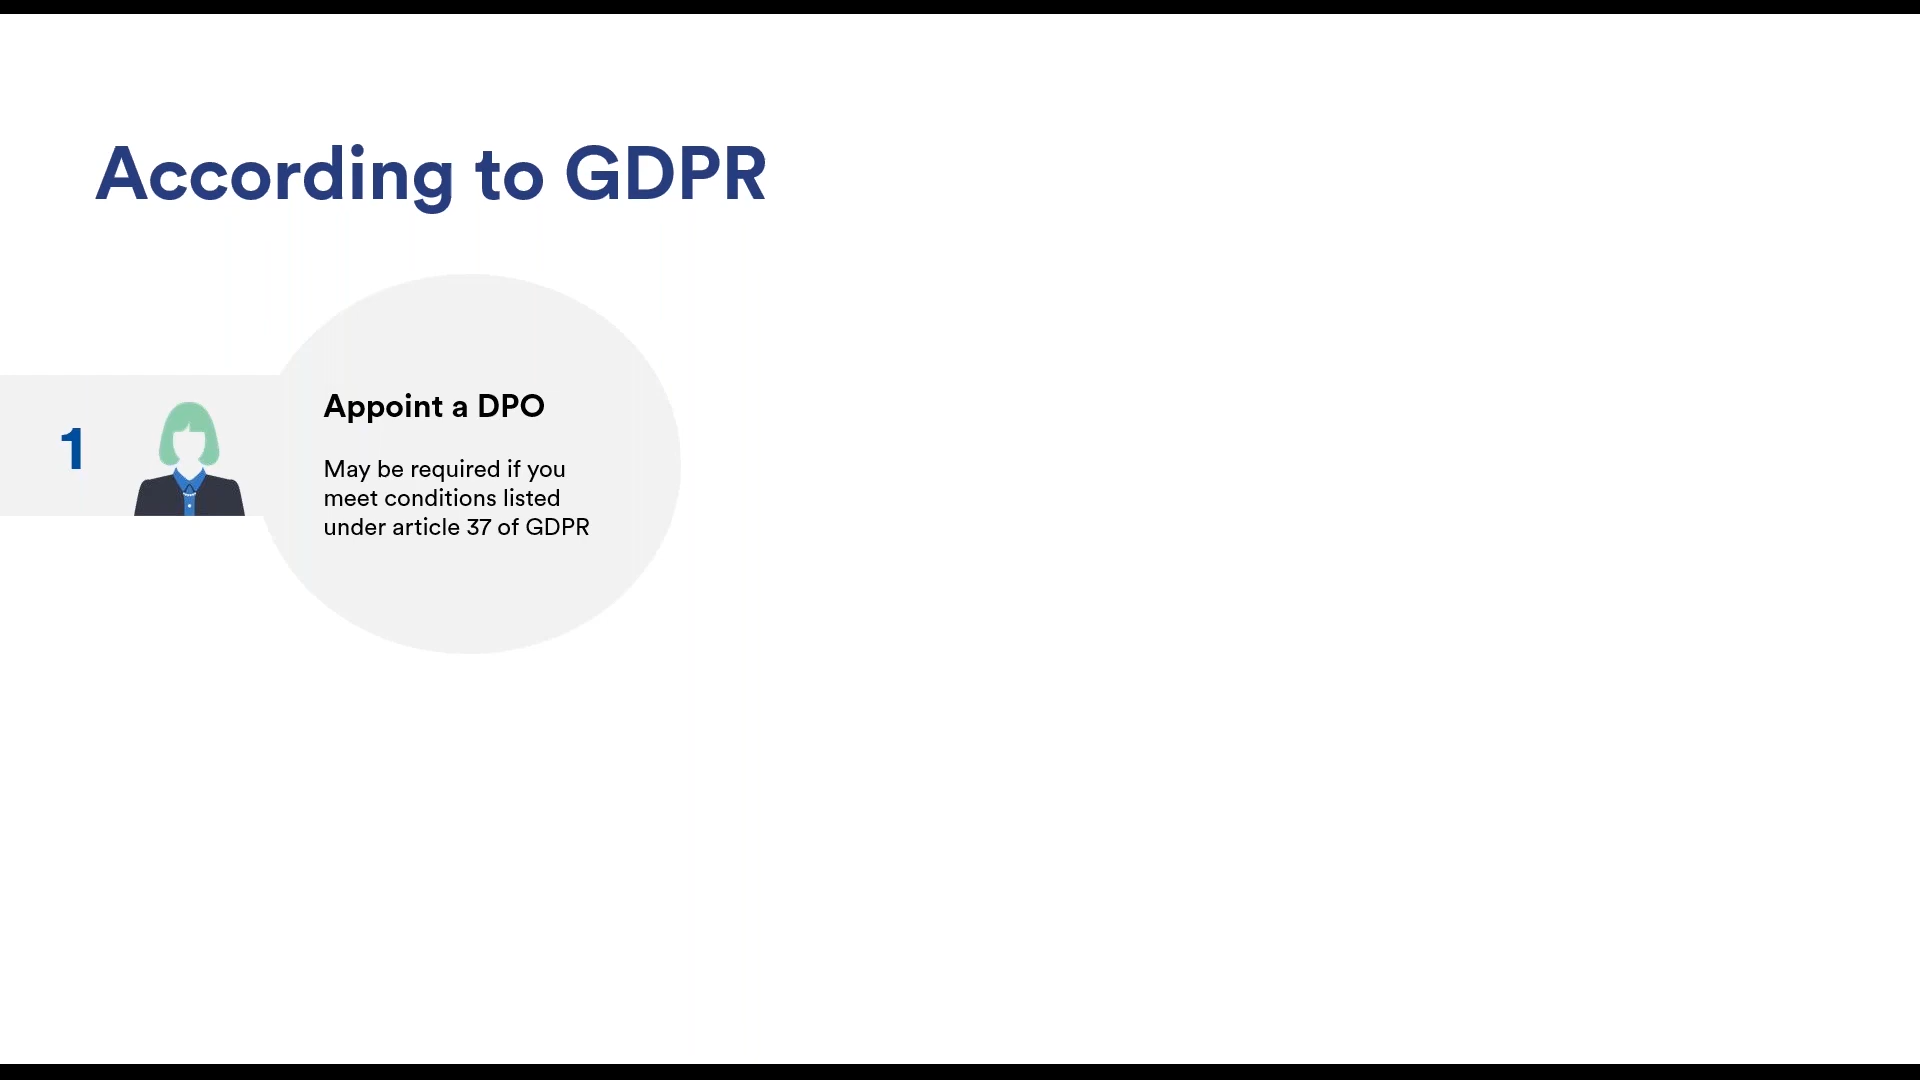 According to GDPR
1
Appoint a DPO
May be required if you
meet conditions listed
under article 37 of GDPR